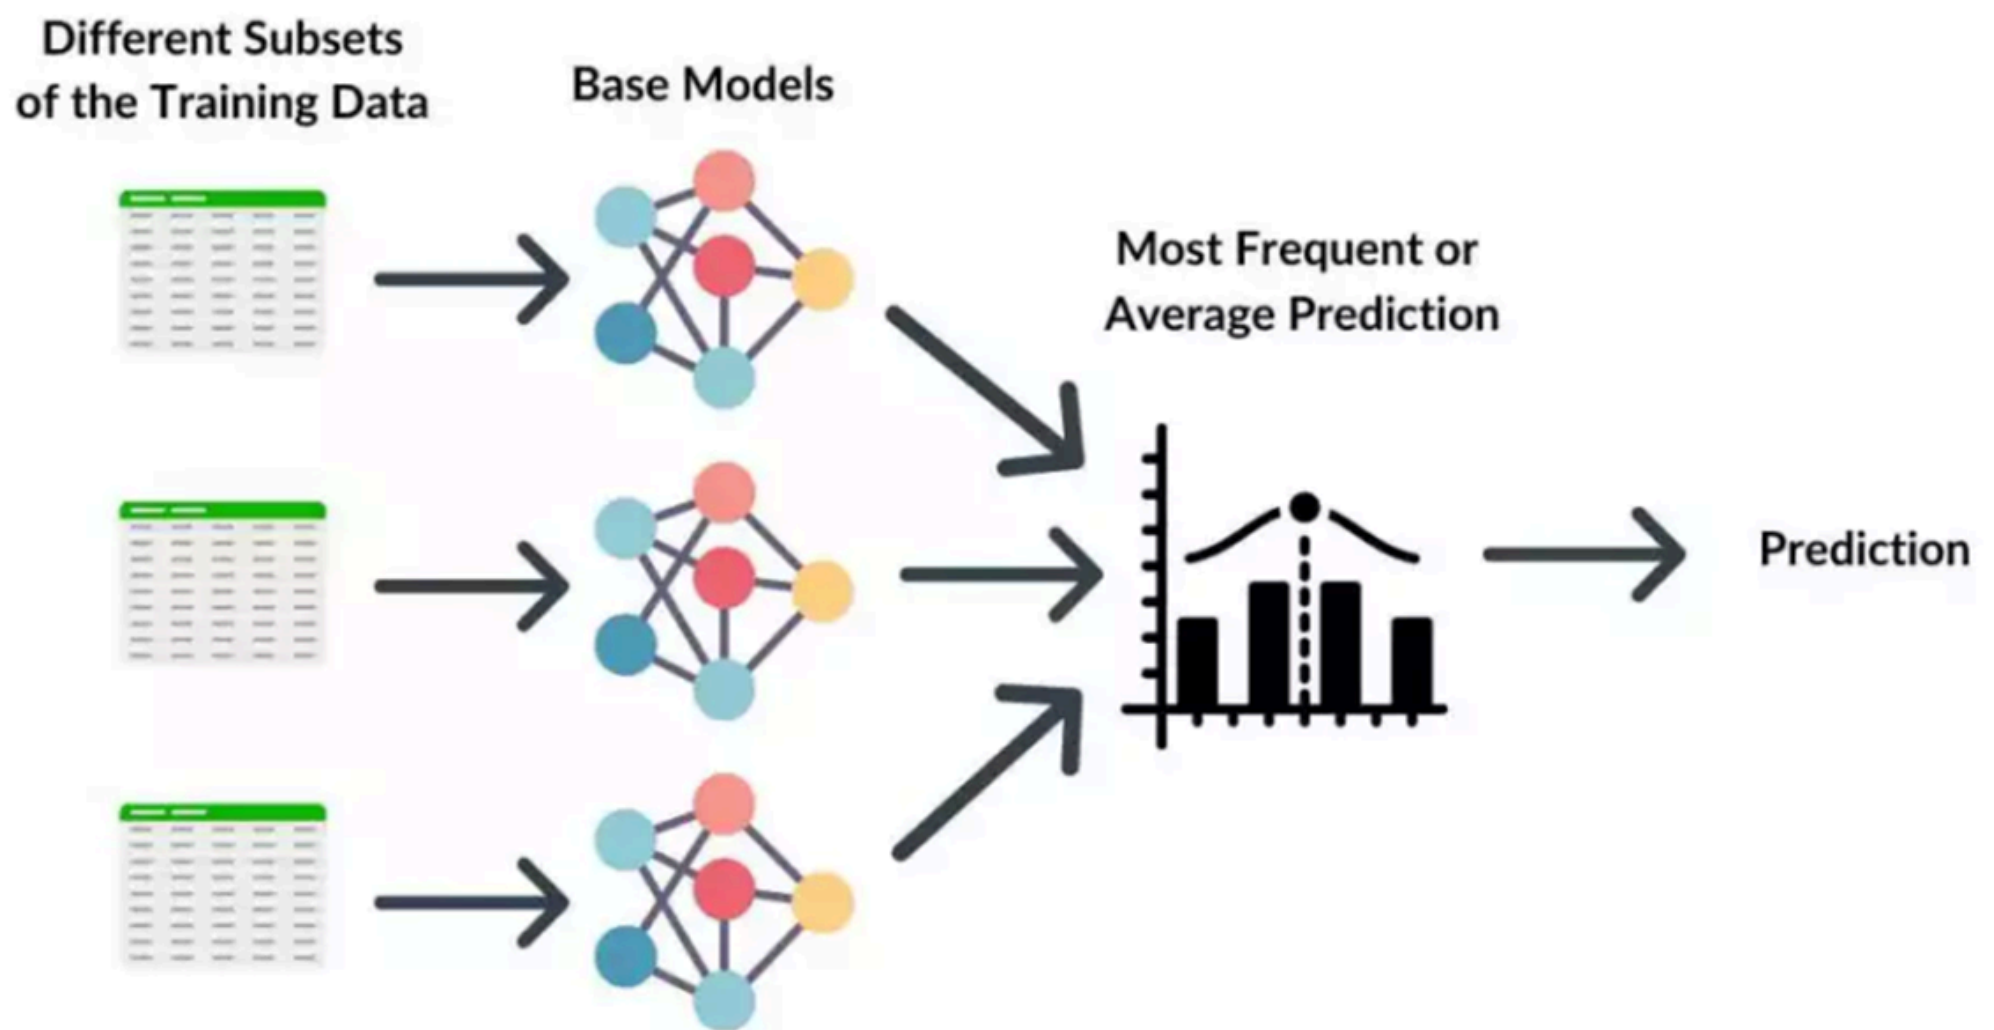 Different Subsets
of the Training Data
Base Models
Most Frequent or
Average Prediction
Prediction